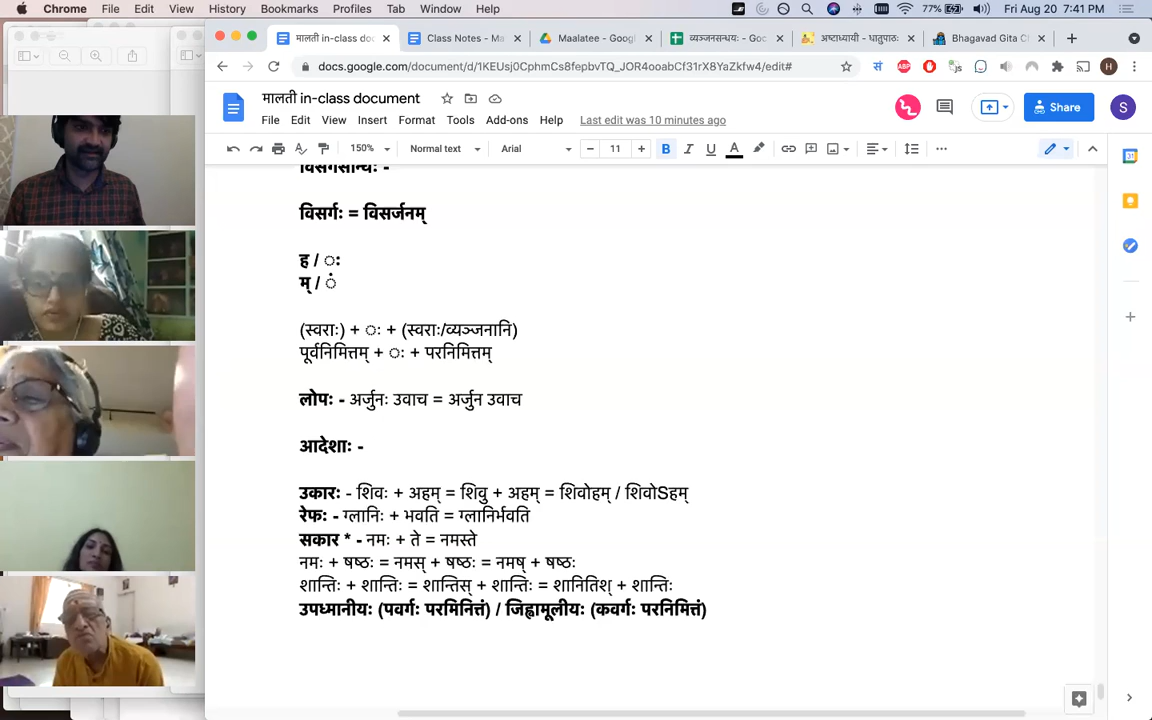 Chrome File Edit View History Bookmarks Profiles Tab Window Help 77% Fri Aug 20 7:41 PM
मालती in-class doc Class Notes - Ma Maalatee - Googl व्यञ्जनसन्धयः - Goo अष्टाध्यायी - धातुपाठः Bhagavad Gita C
docs.google.com/document/d/1KEUsj0CphmCs8fepbvTQ_JOR4ooabCf31rX8YaZkfw4/edit#
मालती in-class document
Share S
File Edit View Insert Format Tools Add-ons Help Last edit was 10 minutes ago
150% Normal text Arial 11 B I U A
विसर्गसन्धिः -
विसर्गः = विसर्जनम्
ह / ः
म् / ं
(स्वराः) + ः + (स्वराः/व्यञ्जनानि)
पूर्वनिमित्तम् + ः + परनिमित्तम्
लोपः - अर्जुनः उवाच = अर्जुन उवाच
आदेशाः -
उकारः - शिवः + अहम् = शिवु + अहम् = शिवोहम् / शिवोSहम्
रेफः - ग्लानिः + भवति = ग्लानिर्भवति
सकार * - नमः + ते = नमस्ते
नमः + षष्ठः = नमस् + षष्ठः = नमष् + षष्ठः
शान्तिः + शान्तिः = शान्तिस् + शान्तिः = शानितिश् + शान्तिः
उपध्मानीयः (पवर्गः परमिनित्तं) / जिह्वामूलीयः (कवर्गः परनिमित्तं)